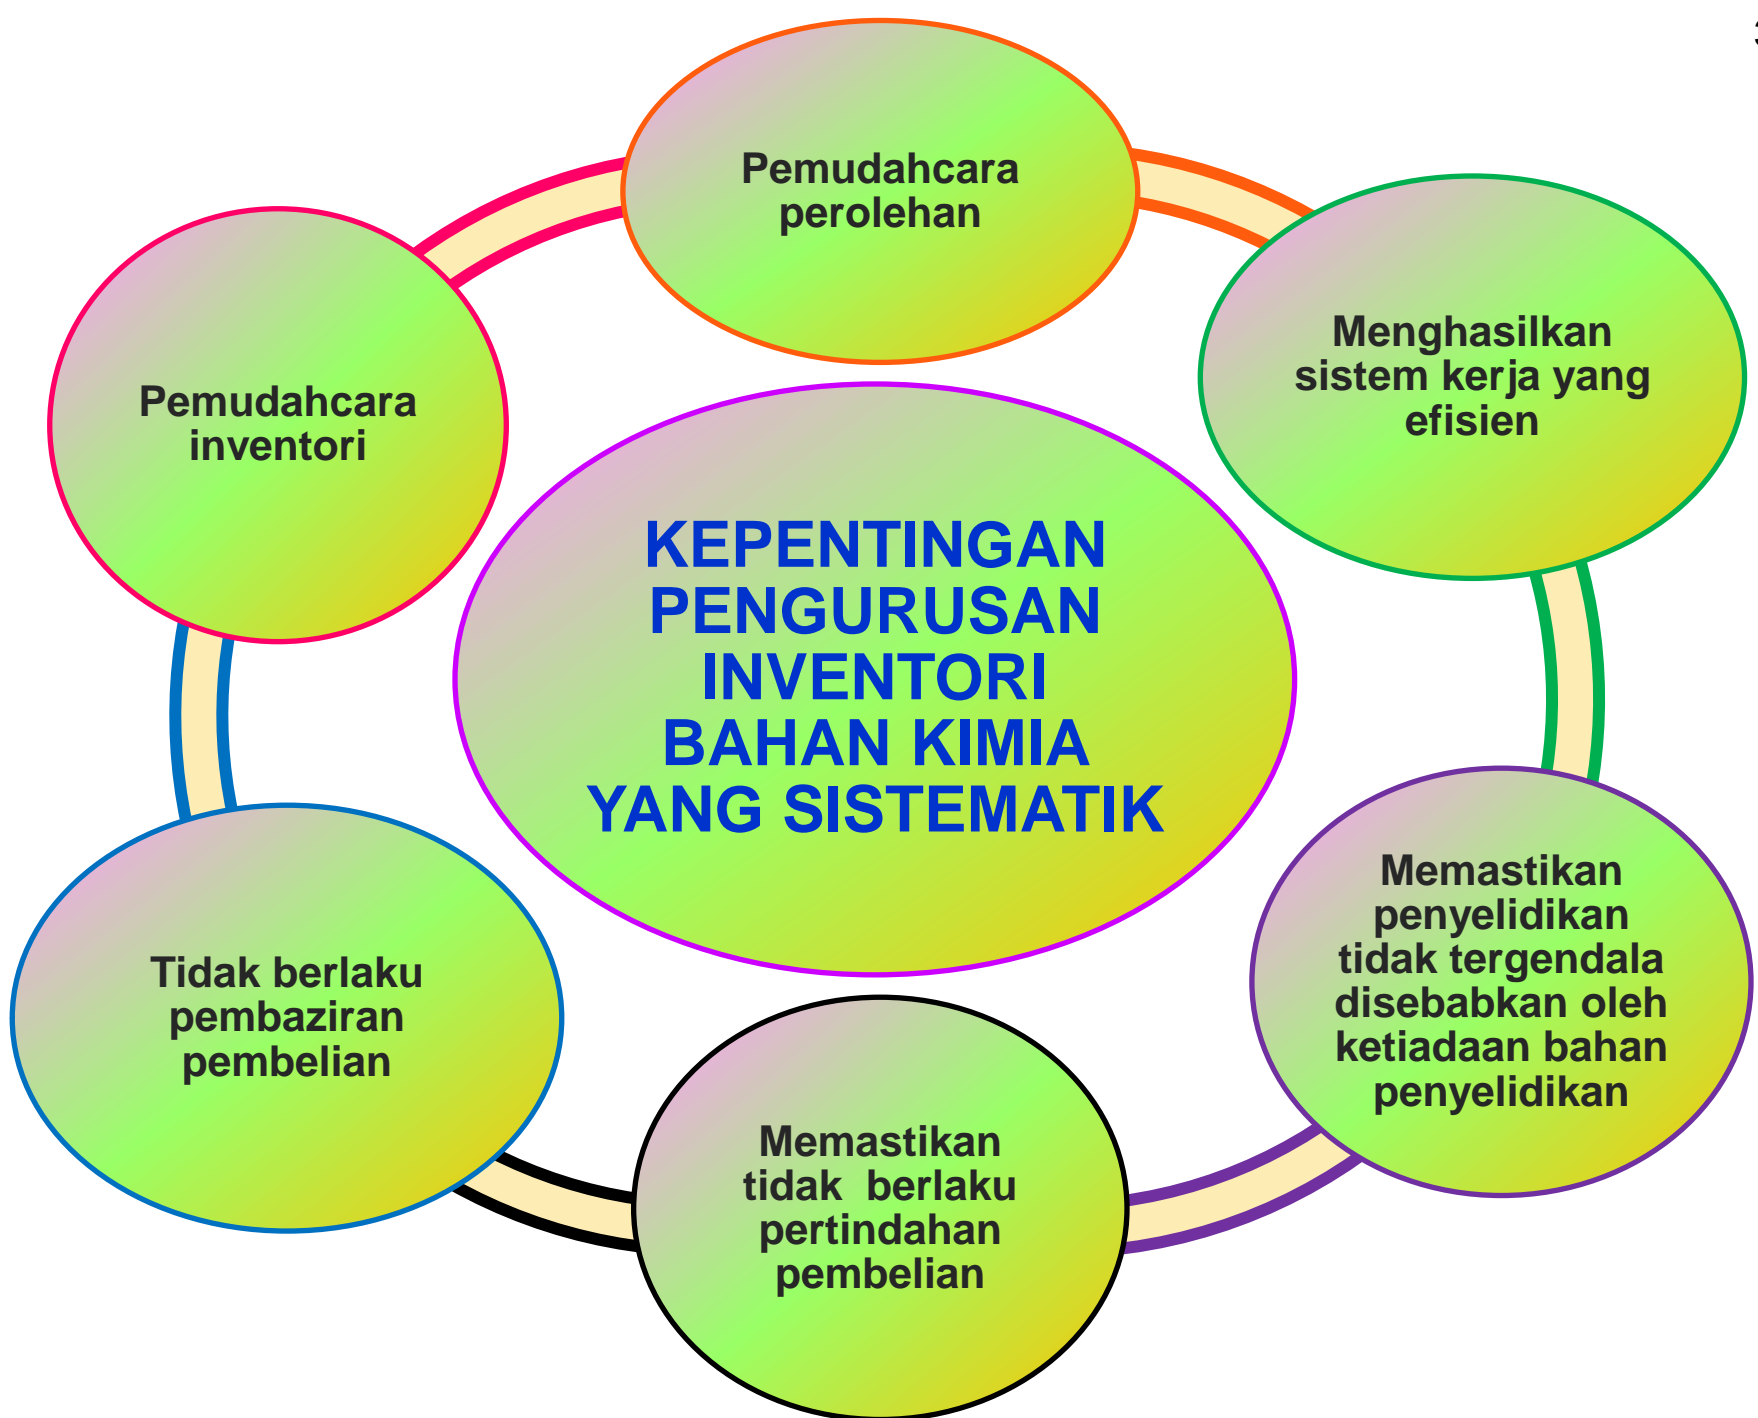 Pemudahcara
perolehan
Menghasilkan
sistem kerja yang
efisien
Pemudahcara
inventori
KEPENTINGAN
PENGURUSAN
INVENTORI
BAHAN KIMIA
YANG SISTEMATIK
Memastikan
penyelidikan
tidak tergendala
disebabkan oleh
ketiadaan bahan
penyelidikan
Tidak berlaku
pembaziran
pembelian
Memastikan
tidak  berlaku
pertindahan
pembelian